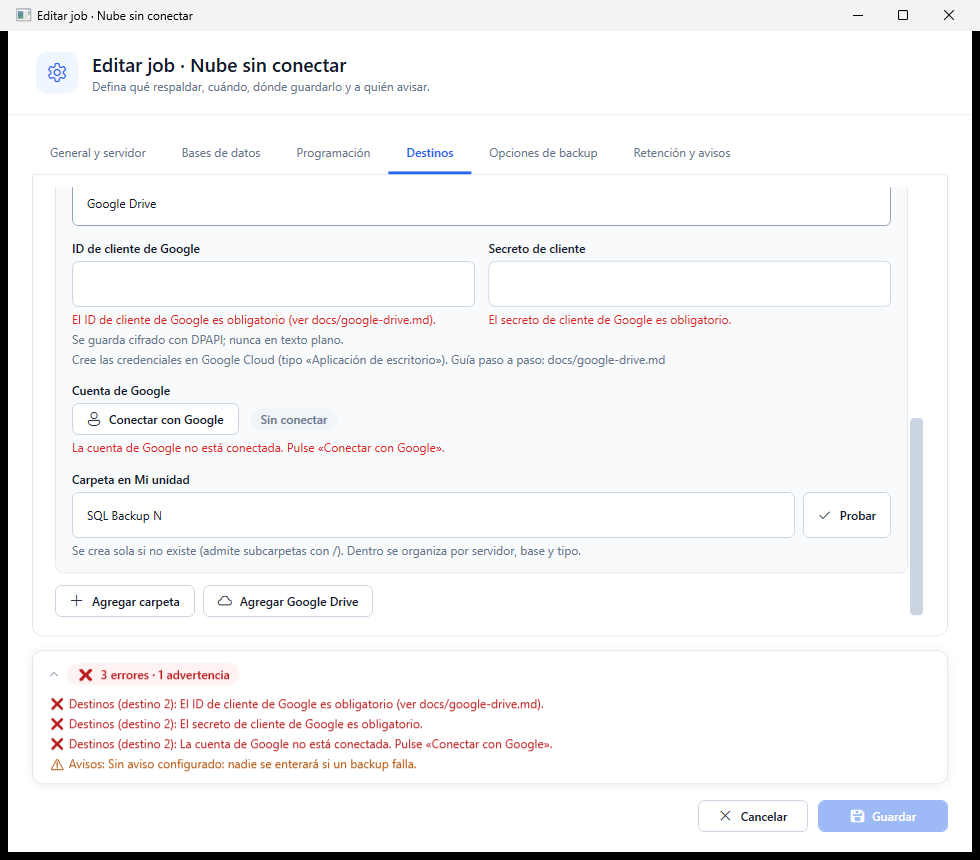 Editar job · Nube sin conectar
Editar job · Nube sin conectar
Defina qué respaldar, cuándo, dónde guardarlo y a quién avisar.
General y servidor
Bases de datos
Programación
Destinos
Opciones de backup
Retención y avisos
Google Drive
ID de cliente de Google
Secreto de cliente
El ID de cliente de Google es obligatorio (ver docs/google-drive.md).
El secreto de cliente de Google es obligatorio.
Se guarda cifrado con DPAPI; nunca en texto plano.
Cree las credenciales en Google Cloud (tipo «Aplicación de escritorio»). Guía paso a paso: docs/google-drive.md
Cuenta de Google
Conectar con Google
Sin conectar
La cuenta de Google no está conectada. Pulse «Conectar con Google».
Carpeta en Mi unidad
SQL Backup N
Probar
Se crea sola si no existe (admite subcarpetas con /). Dentro se organiza por servidor, base y tipo.
Agregar carpeta
Agregar Google Drive
3 errores · 1 advertencia
Destinos (destino 2): El ID de cliente de Google es obligatorio (ver docs/google-drive.md).
Destinos (destino 2): El secreto de cliente de Google es obligatorio.
Destinos (destino 2): La cuenta de Google no está conectada. Pulse «Conectar con Google».
Avisos: Sin aviso configurado: nadie se enterará si un backup falla.
Cancelar
Guardar